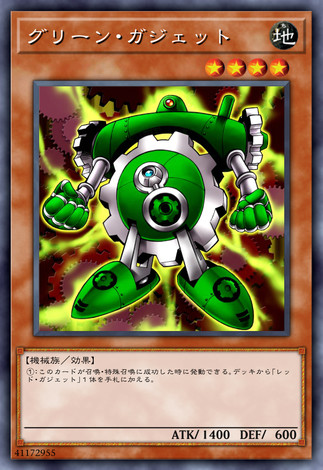 グリーン・ガジェット
地
【機械族／効果】
①:このカードが召喚・特殊召喚に成功した時に発動できる。デッキから「レッ
ド・ガジェット」１体を手札に加える。
ATK/ 1400 DEF/ 600
41172955